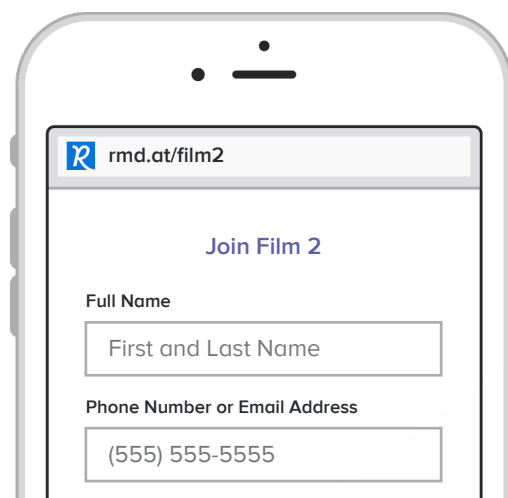 rmd.at/film2
Join Film 2
Full Name
First and Last Name
Phone Number or Email Address
(555) 555-5555